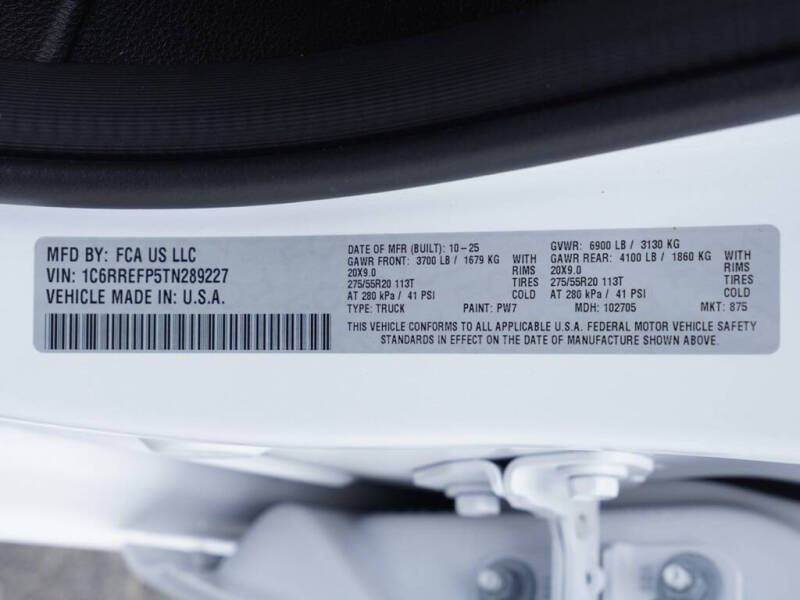 MFD BY: FCA US LLC
VIN: 1C6RREFP5TN289227
VEHICLE MADE IN: U.S.A.
DATE OF MFR (BUILT): 10-25
GVWR: 6900 LB / 3130 KG
GAWR FRONT: 3700 LB / 1679 KG WITH
20X9.0 RIMS
275/55R20 113T TIRES
AT 280 kPa / 41 PSI COLD
GAWR REAR: 4100 LB / 1860 KG WITH
20X9.0 RIMS
275/55R20 113T TIRES
AT 280 kPa / 41 PSI COLD
TYPE: TRUCK PAINT: PW7 MDH: 102705 MKT: 875
THIS VEHICLE CONFORMS TO ALL APPLICABLE U.S.A. FEDERAL MOTOR VEHICLE SAFETY
STANDARDS IN EFFECT ON THE DATE OF MANUFACTURE SHOWN ABOVE.